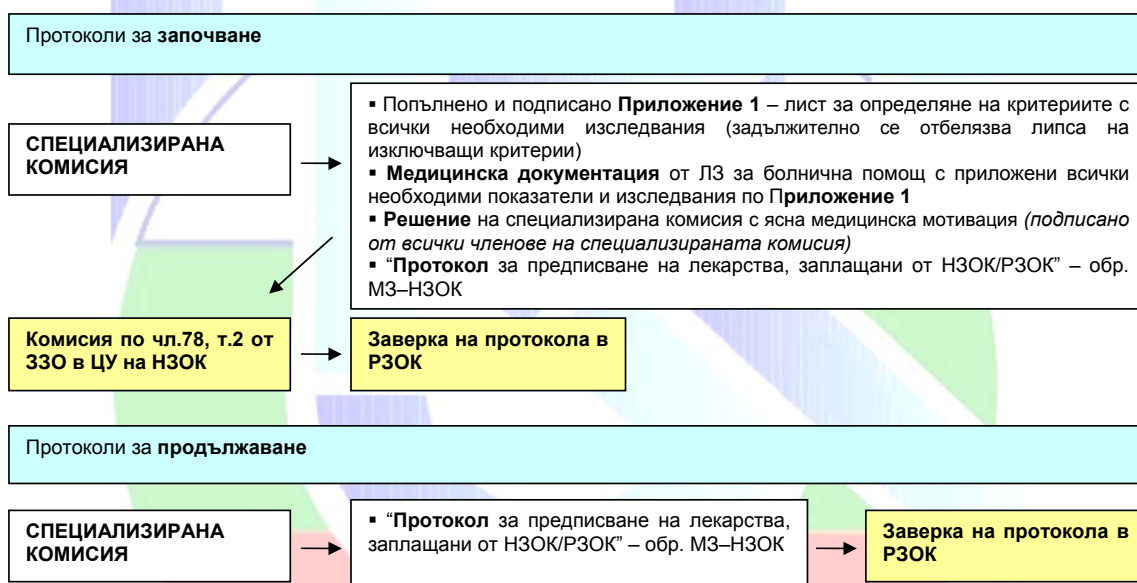 Протоколи за започване
СПЕЦИАЛИЗИРАНА
КОМИСИЯ
▪ Попълнено и подписано Приложение 1 – лист за определяне на критериите с
всички необходими изследвания (задължително се отбелязва липса на
изключващи критерии)
▪ Медицинска документация от ЛЗ за болнична помощ с приложени всички
необходими показатели и изследвания по Приложение 1
▪ Решение на специализирана комисия с ясна медицинска мотивация (подписано
от всички членове на специализираната комисия)
▪ “Протокол за предписване на лекарства, заплащани от НЗОК/РЗОК” – обр.
МЗ–НЗОК
Комисия по чл.78, т.2 от
ЗЗО в ЦУ на НЗОК
Заверка на протокола в
РЗОК
Протоколи за продължаване
СПЕЦИАЛИЗИРАНА
КОМИСИЯ
▪ “Протокол за предписване на лекарства,
заплащани от НЗОК/РЗОК” – обр. МЗ–НЗОК
Заверка на протокола в
РЗОК